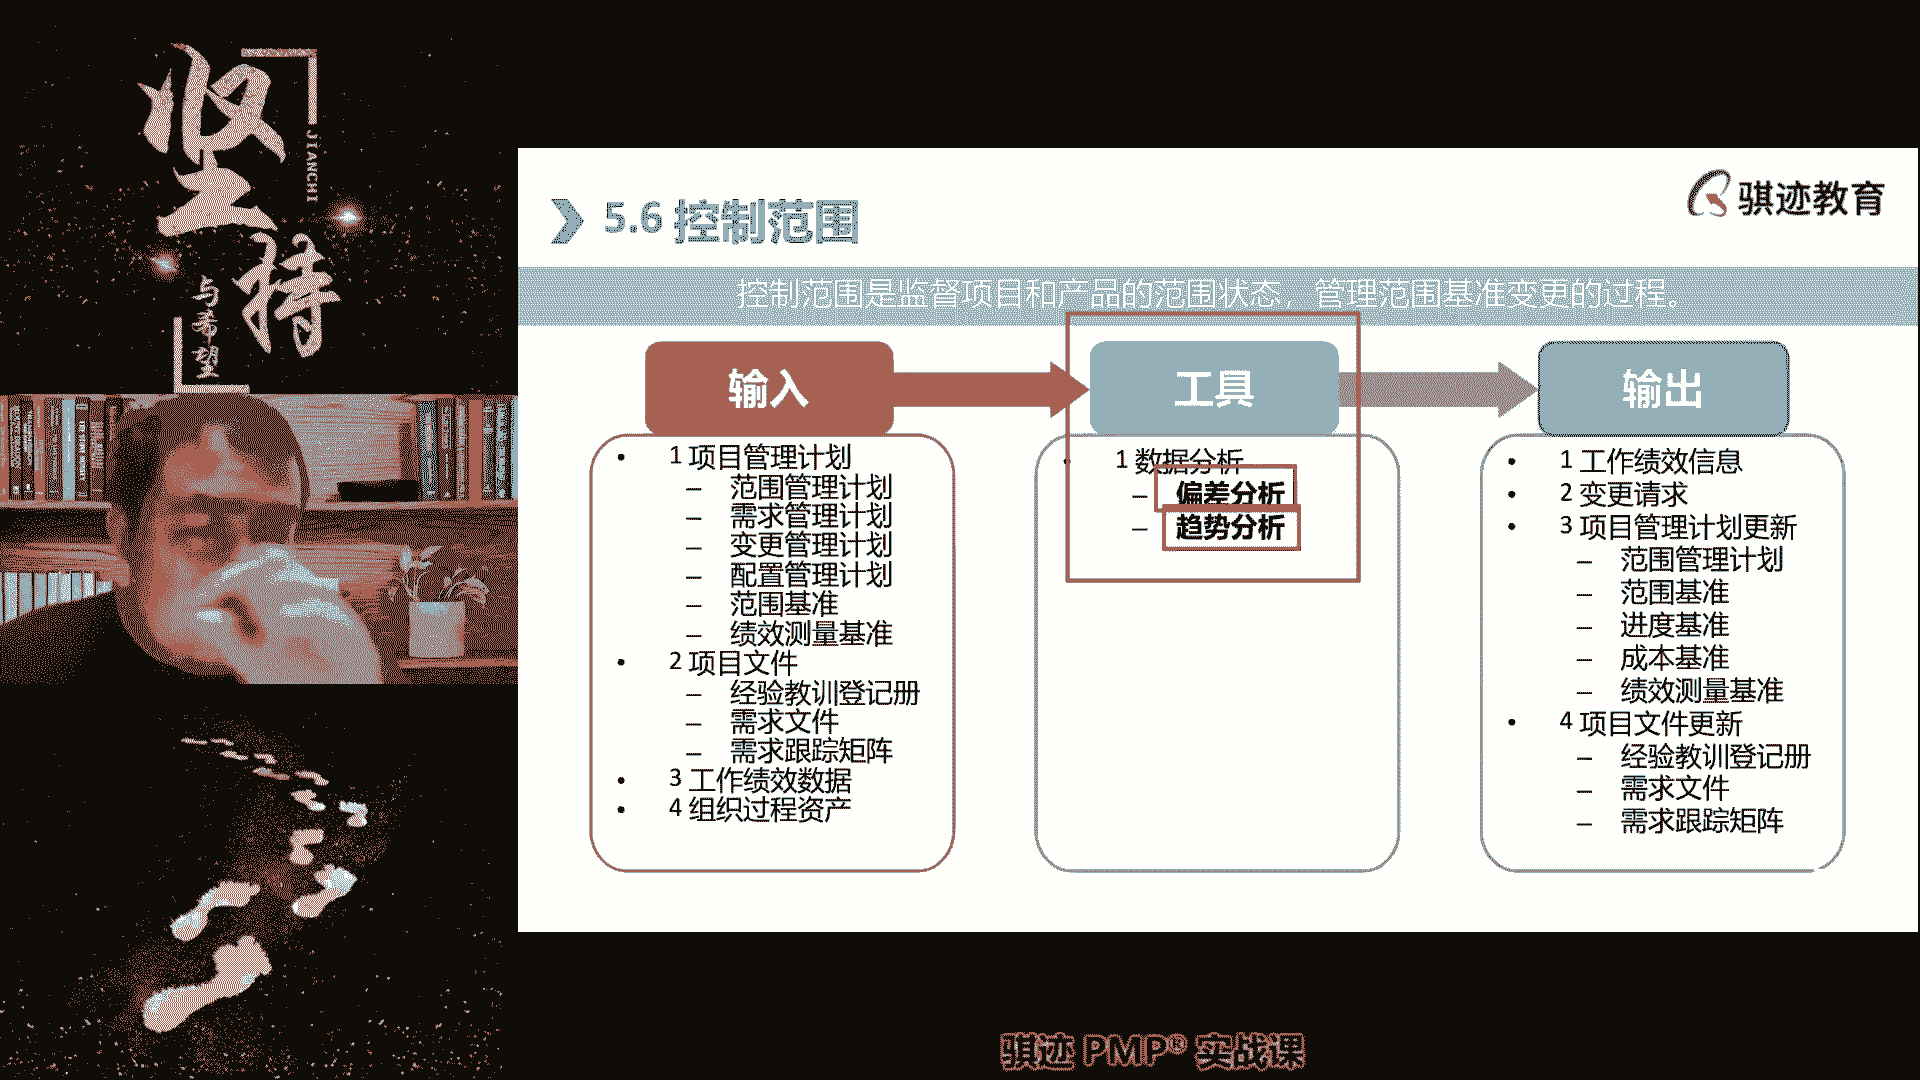 坚持
JIANCHI
与希望
骐迹教育
5.6 控制范围
控制范围是监督项目和产品的范围状态，管理范围基准变更的过程。
输入
• 1 项目管理计划
– 范围管理计划
– 需求管理计划
– 变更管理计划
– 配置管理计划
– 范围基准
– 绩效测量基准
• 2 项目文件
– 经验教训登记册
– 需求文件
– 需求跟踪矩阵
• 3 工作绩效数据
• 4 组织过程资产
工具
• 1 数据分析
– 偏差分析
– 趋势分析
输出
• 1 工作绩效信息
• 2 变更请求
• 3 项目管理计划更新
– 范围管理计划
– 范围基准
– 进度基准
– 成本基准
– 绩效测量基准
• 4 项目文件更新
– 经验教训登记册
– 需求文件
– 需求跟踪矩阵
骐迹 PMP® 实战课